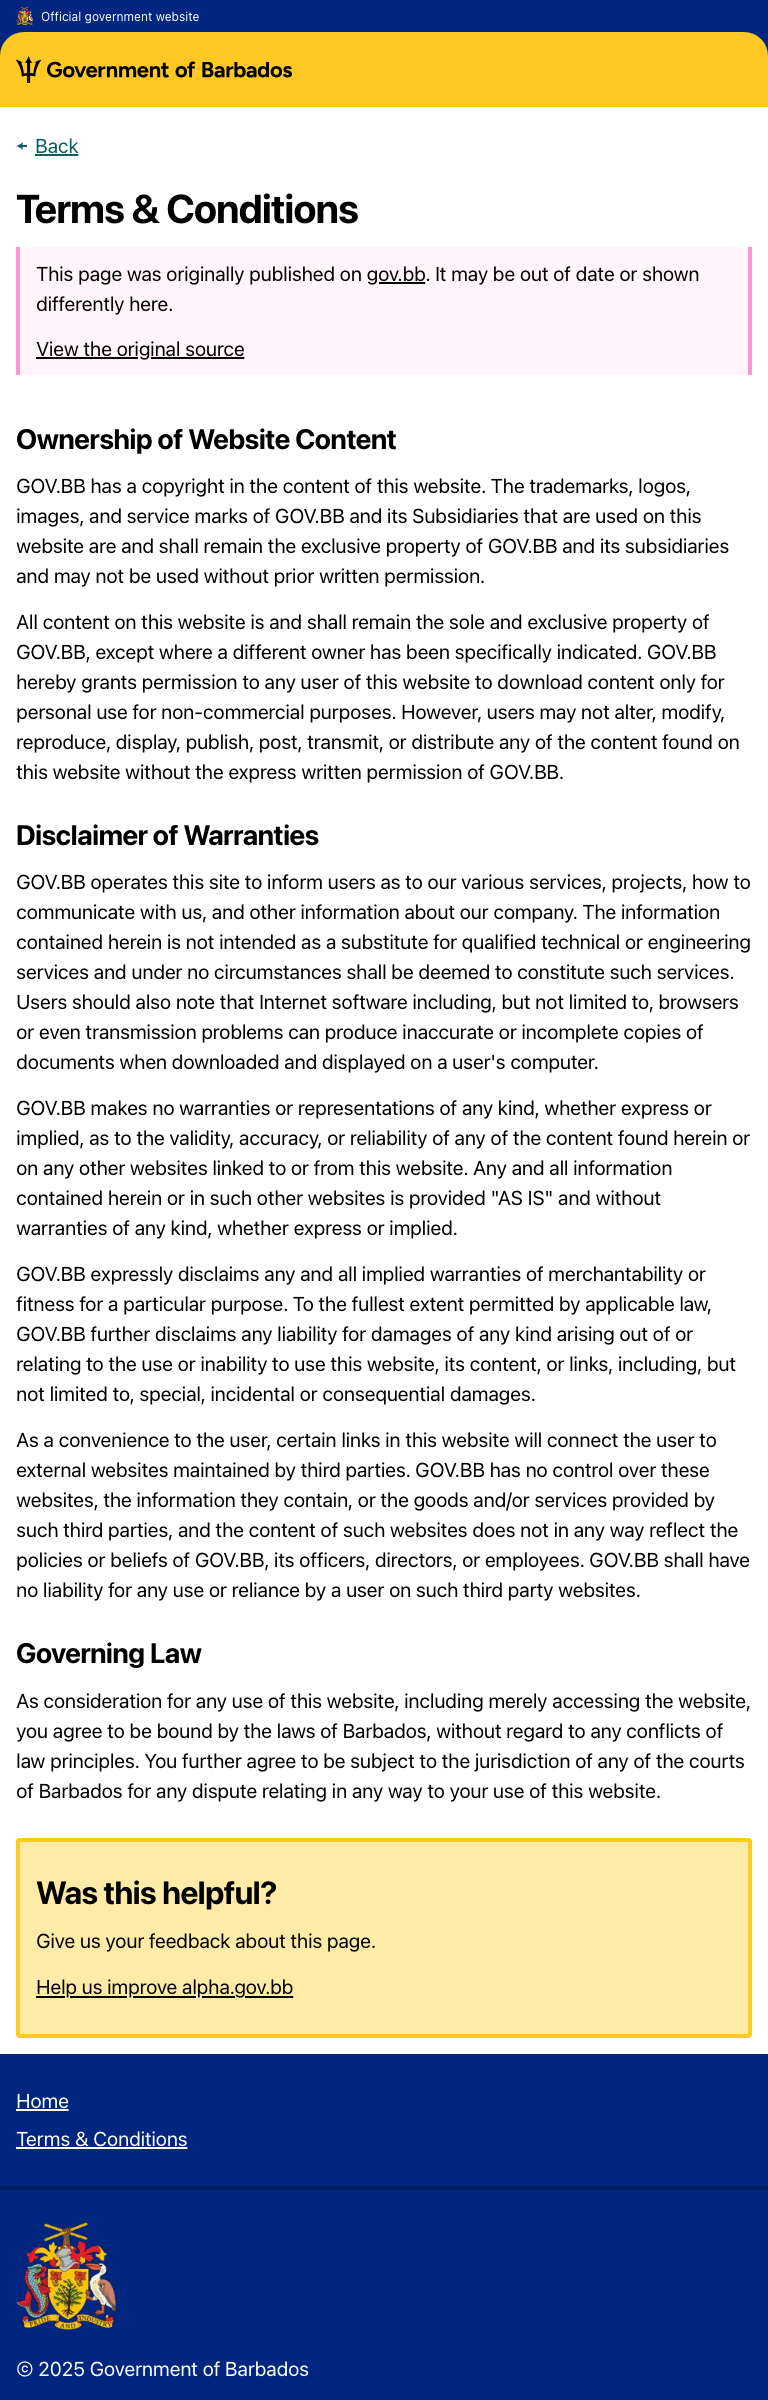 Official government website
Government of Barbados
Back
Terms & Conditions
This page was originally published on gov.bb. It may be out of date or shown
differently here.
View the original source
Ownership of Website Content
GOV.BB has a copyright in the content of this website. The trademarks, logos,
images, and service marks of GOV.BB and its Subsidiaries that are used on this
website are and shall remain the exclusive property of GOV.BB and its subsidiaries
and may not be used without prior written permission.
All content on this website is and shall remain the sole and exclusive property of
GOV.BB, except where a different owner has been specifically indicated. GOV.BB
hereby grants permission to any user of this website to download content only for
personal use for non-commercial purposes. However, users may not alter, modify,
reproduce, display, publish, post, transmit, or distribute any of the content found on
this website without the express written permission of GOV.BB.
Disclaimer of Warranties
GOV.BB operates this site to inform users as to our various services, projects, how to
communicate with us, and other information about our company. The information
contained herein is not intended as a substitute for qualified technical or engineering
services and under no circumstances shall be deemed to constitute such services.
Users should also note that Internet software including, but not limited to, browsers
or even transmission problems can produce inaccurate or incomplete copies of
documents when downloaded and displayed on a user's computer.
GOV.BB makes no warranties or representations of any kind, whether express or
implied, as to the validity, accuracy, or reliability of any of the content found herein or
on any other websites linked to or from this website. Any and all information
contained herein or in such other websites is provided "AS IS" and without
warranties of any kind, whether express or implied.
GOV.BB expressly disclaims any and all implied warranties of merchantability or
fitness for a particular purpose. To the fullest extent permitted by applicable law,
GOV.BB further disclaims any liability for damages of any kind arising out of or
relating to the use or inability to use this website, its content, or links, including, but
not limited to, special, incidental or consequential damages.
As a convenience to the user, certain links in this website will connect the user to
external websites maintained by third parties. GOV.BB has no control over these
websites, the information they contain, or the goods and/or services provided by
such third parties, and the content of such websites does not in any way reflect the
policies or beliefs of GOV.BB, its officers, directors, or employees. GOV.BB shall have
no liability for any use or reliance by a user on such third party websites.
Governing Law
As consideration for any use of this website, including merely accessing the website,
you agree to be bound by the laws of Barbados, without regard to any conflicts of
law principles. You further agree to be subject to the jurisdiction of any of the courts
of Barbados for any dispute relating in any way to your use of this website.
Was this helpful?
Give us your feedback about this page.
Help us improve alpha.gov.bb
Home
Terms & Conditions
PRIDE AND INDUSTRY
© 2025 Government of Barbados